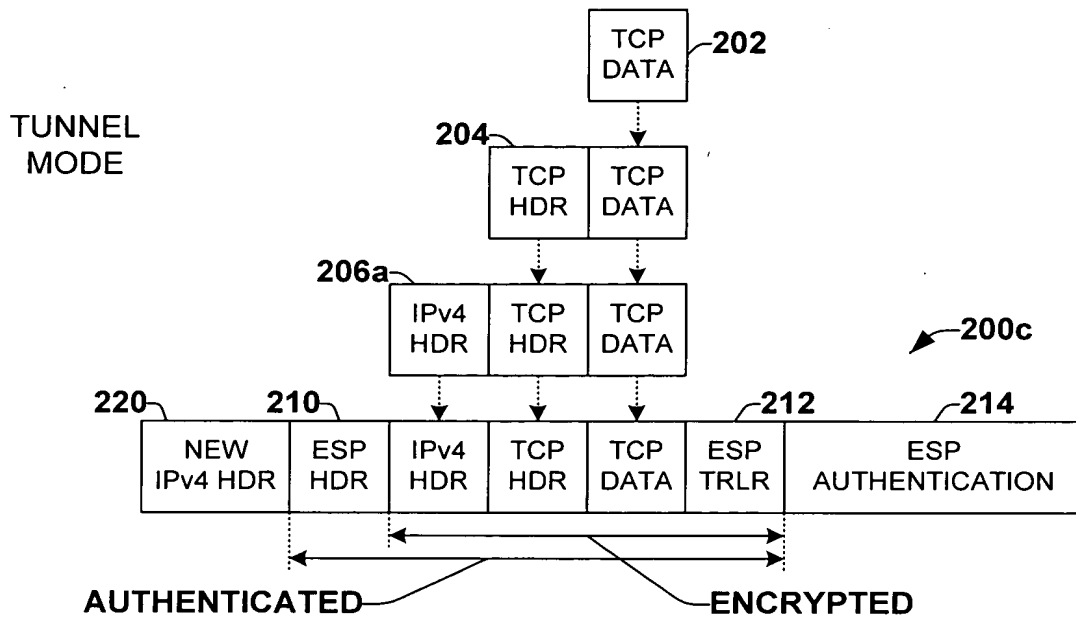 TCP DATA 202
TUNNEL MODE
204
TCP HDR TCP DATA
206a
IPv4 HDR TCP HDR TCP DATA
200c
220 210 212 214
NEW IPv4 HDR ESP HDR IPv4 HDR TCP HDR TCP DATA ESP TRLR ESP AUTHENTICATION
AUTHENTICATED ENCRYPTED